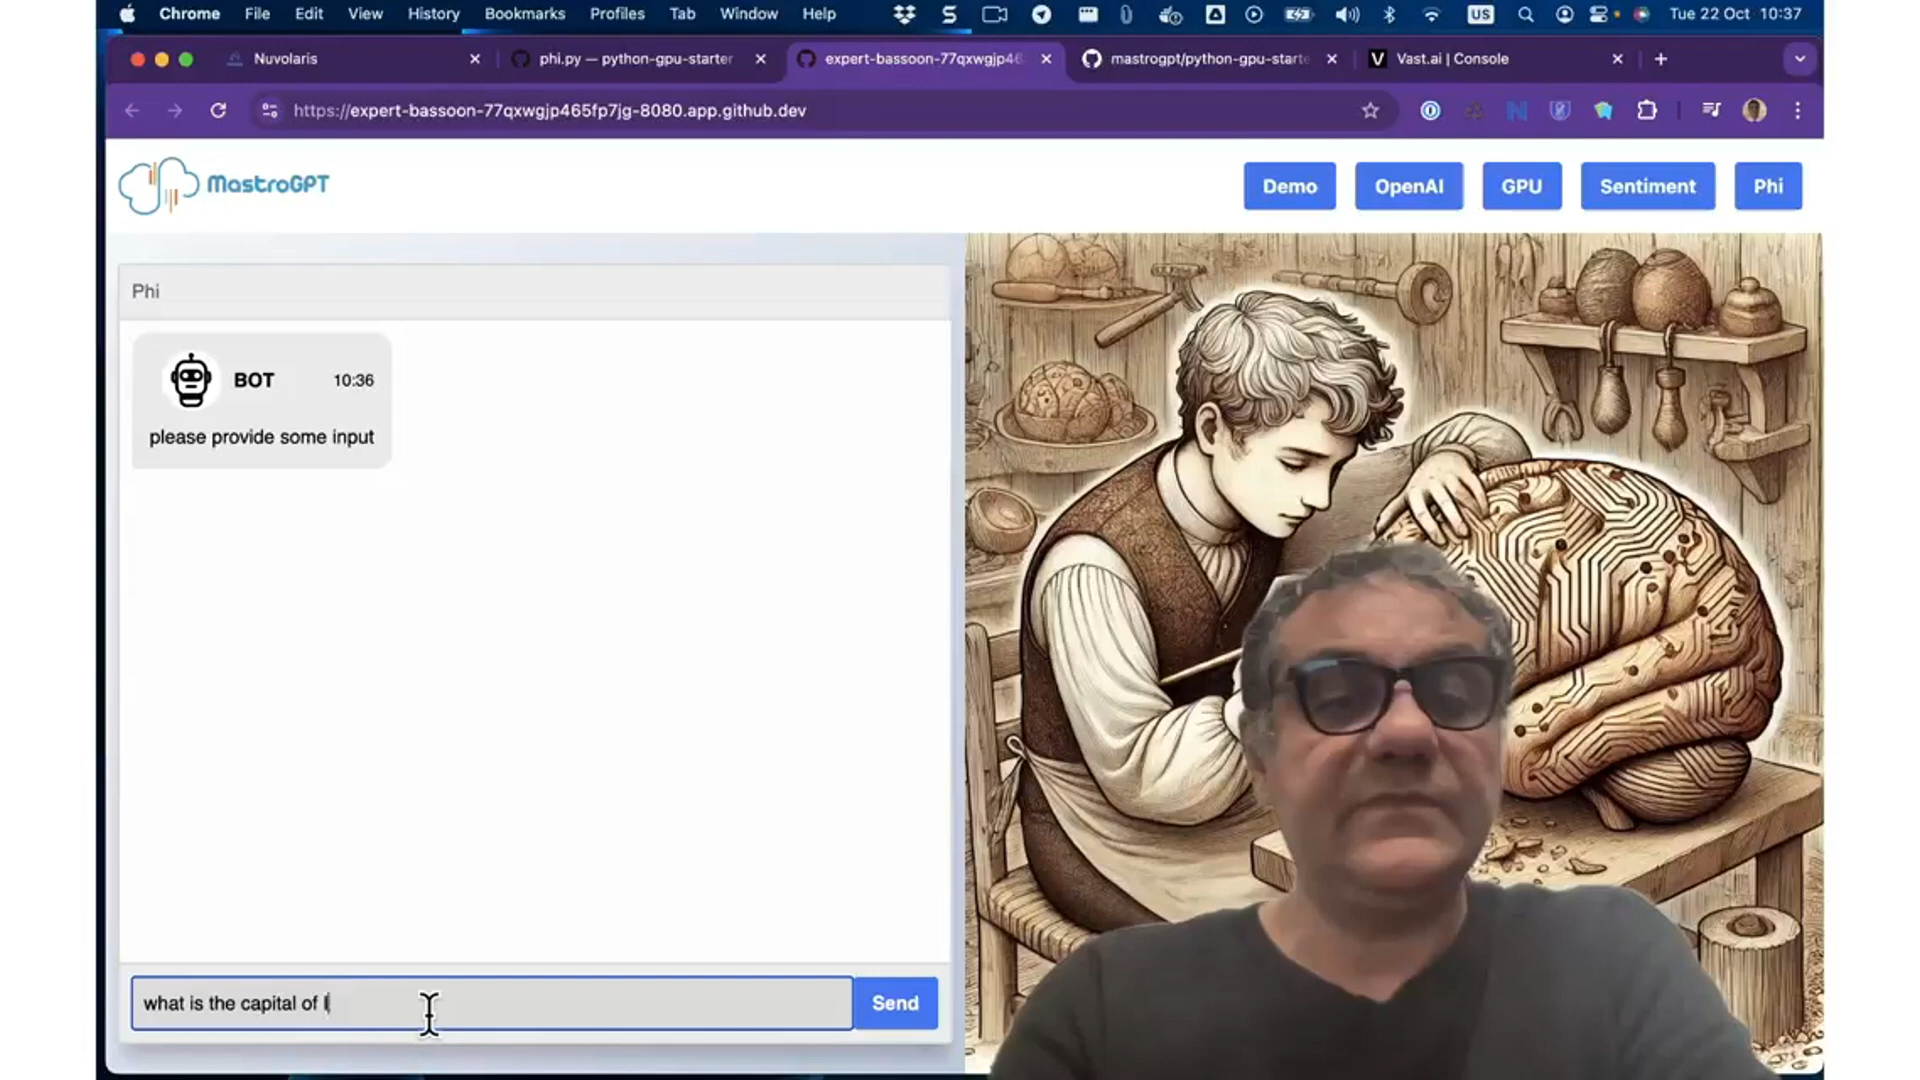 Chrome File Edit View History Bookmarks Profiles Tab Window Help US Tue 22 Oct 10:37
Nuvolaris phi.py — python-gpu-starter expert-bassoon-77qxwgjp46 mastrogpt/python-gpu-starte Vast.ai | Console
https://expert-bassoon-77qxwgjp465fp7jg-8080.app.github.dev
MastroGPT Demo OpenAI GPU Sentiment Phi
Phi
BOT 10:36
please provide some input
what is the capital of I
Send